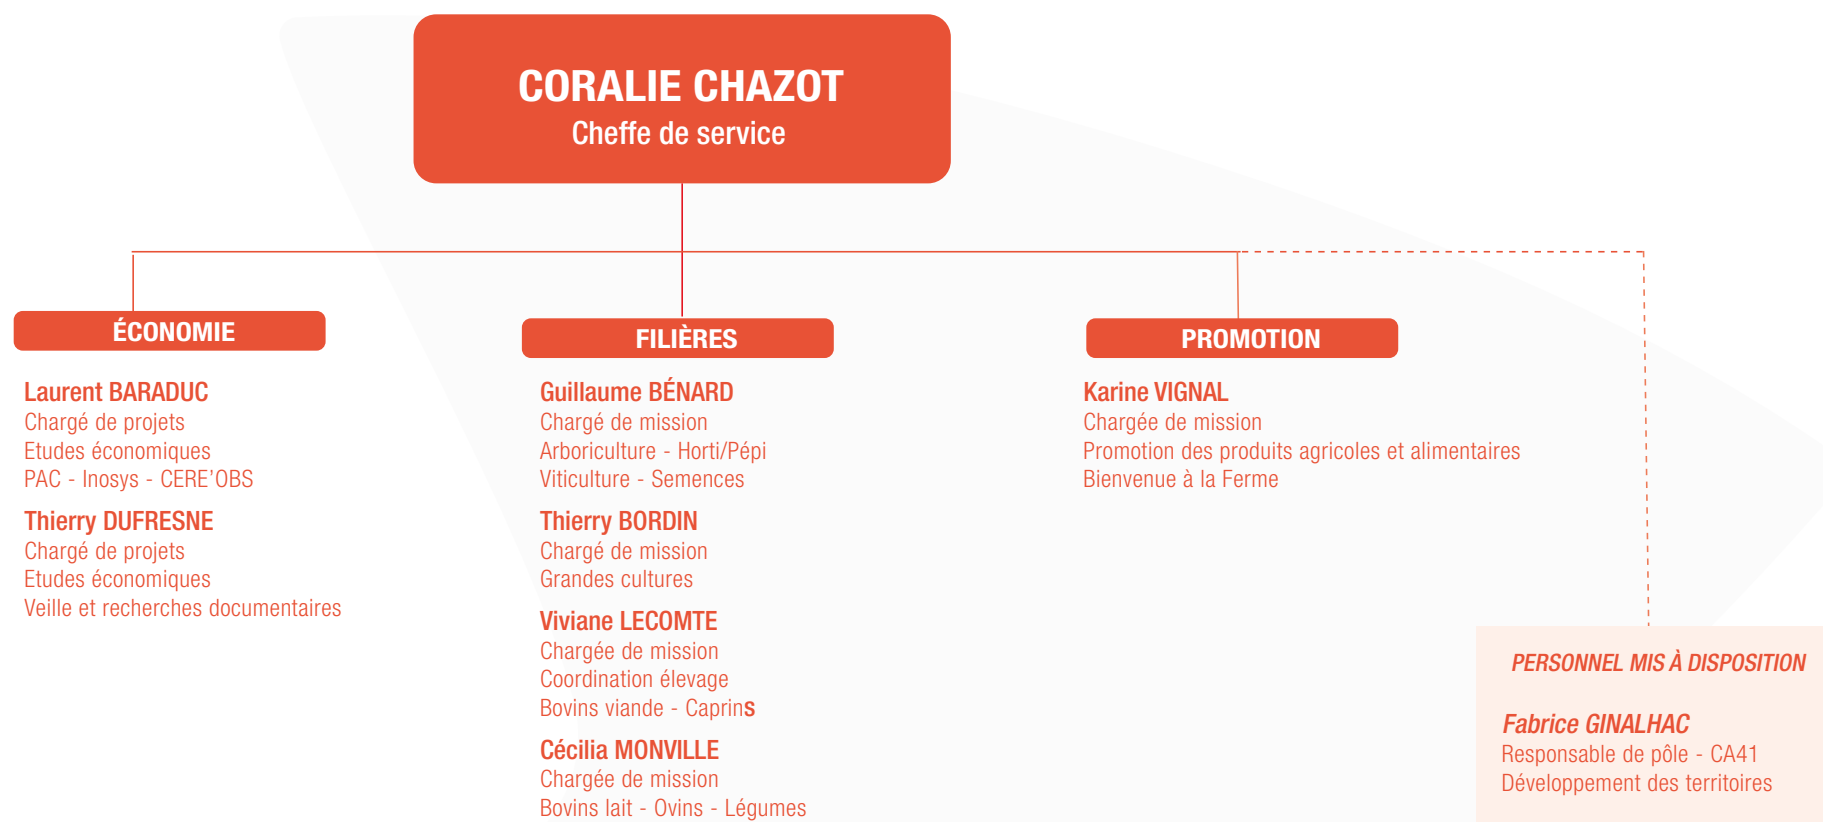 CORALIE CHAZOT
Cheffe de service
ÉCONOMIE
Laurent BARADUC
Chargé de projets
Etudes économiques
PAC - Inosys - CERE’OBS
Thierry DUFRESNE
Chargé de projets
Etudes économiques
Veille et recherches documentaires
FILIÈRES
Guillaume BÉNARD
Chargé de mission
Arboriculture - Horti/Pépi
Viticulture - Semences
Thierry BORDIN
Chargé de mission
Grandes cultures
Viviane LECOMTE
Chargée de mission
Coordination élevage
Bovins viande - Caprins
Cécilia MONVILLE
Chargée de mission
Bovins lait - Ovins - Légumes
PROMOTION
Karine VIGNAL
Chargée de mission
Promotion des produits agricoles et alimentaires
Bienvenue à la Ferme
PERSONNEL MIS À DISPOSITION
Fabrice GINALHAC
Responsable de pôle - CA41
Développement des territoires